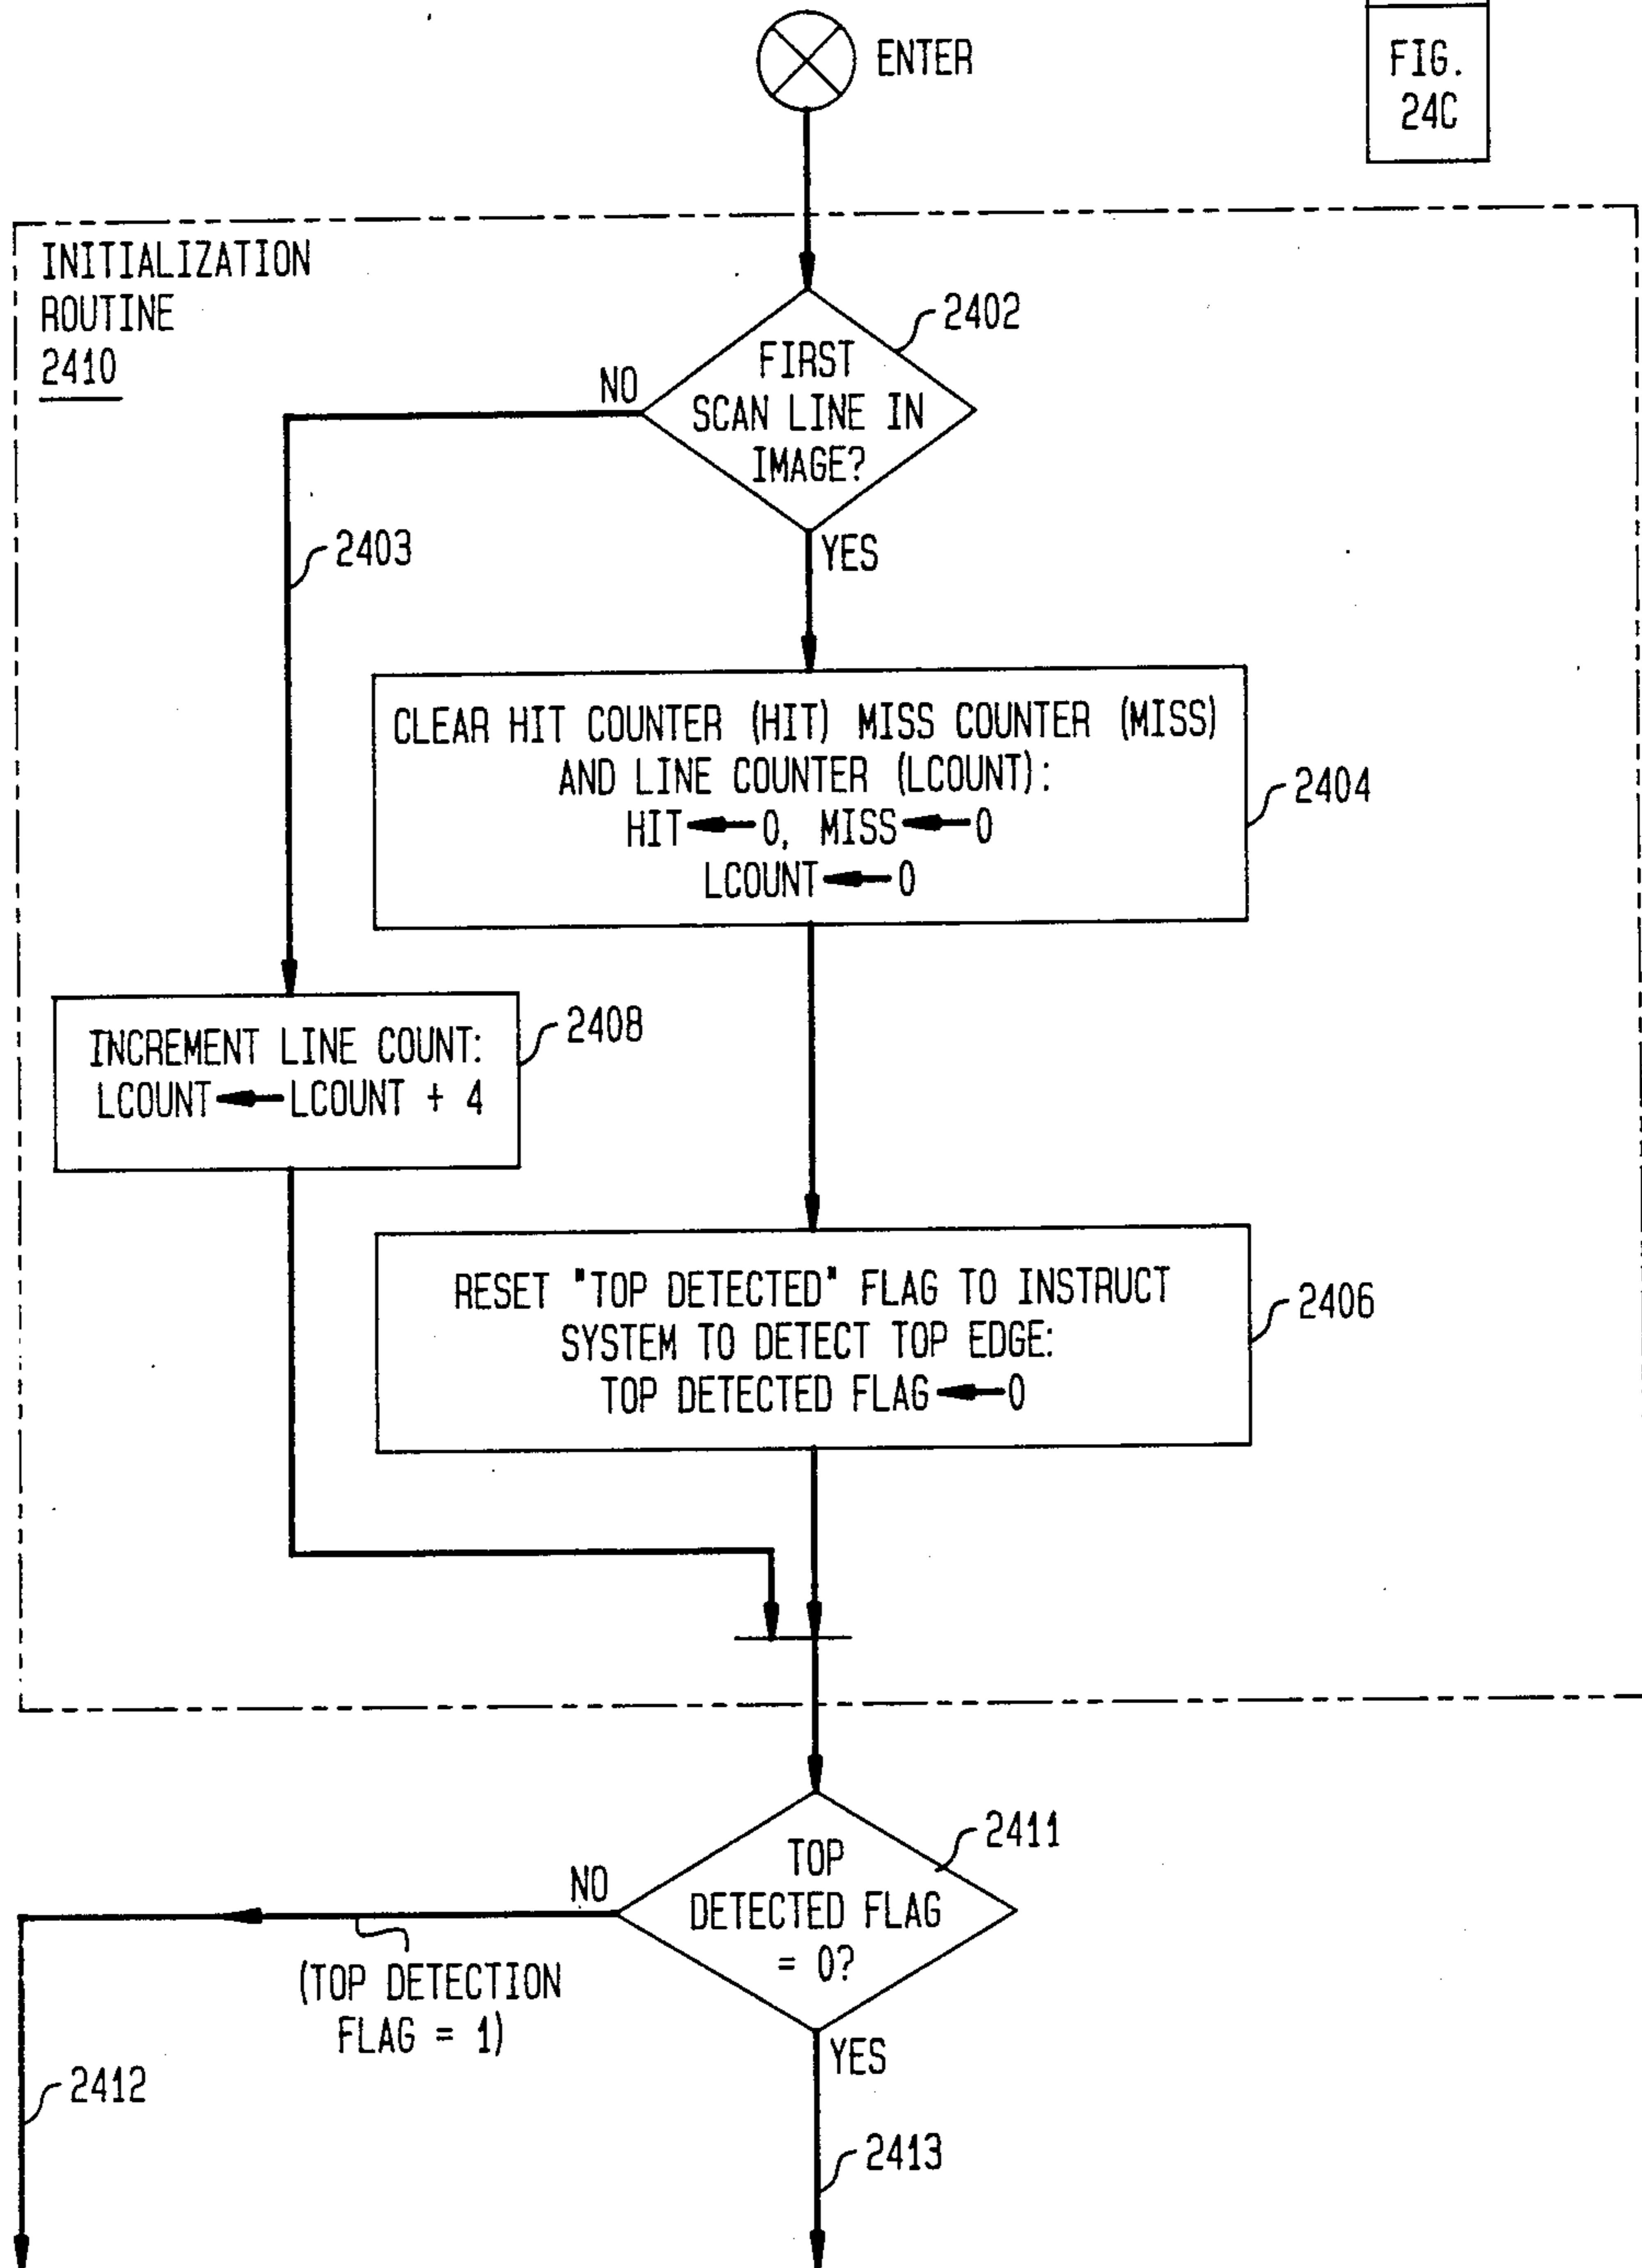 ENTER
FIG.
24C
INITIALIZATION
ROUTINE
2410
2402
FIRST
SCAN LINE IN
IMAGE?
NO
YES
2403
CLEAR HIT COUNTER (HIT) MISS COUNTER (MISS)
AND LINE COUNTER (LCOUNT):
HIT←0, MISS←0
LCOUNT←0
2404
INCREMENT LINE COUNT:
LCOUNT←LCOUNT + 4
2408
RESET "TOP DETECTED" FLAG TO INSTRUCT
SYSTEM TO DETECT TOP EDGE:
TOP DETECTED FLAG←0
2406
2411
TOP
DETECTED FLAG
= 0?
NO
(TOP DETECTION
FLAG = 1)
YES
2412
2413